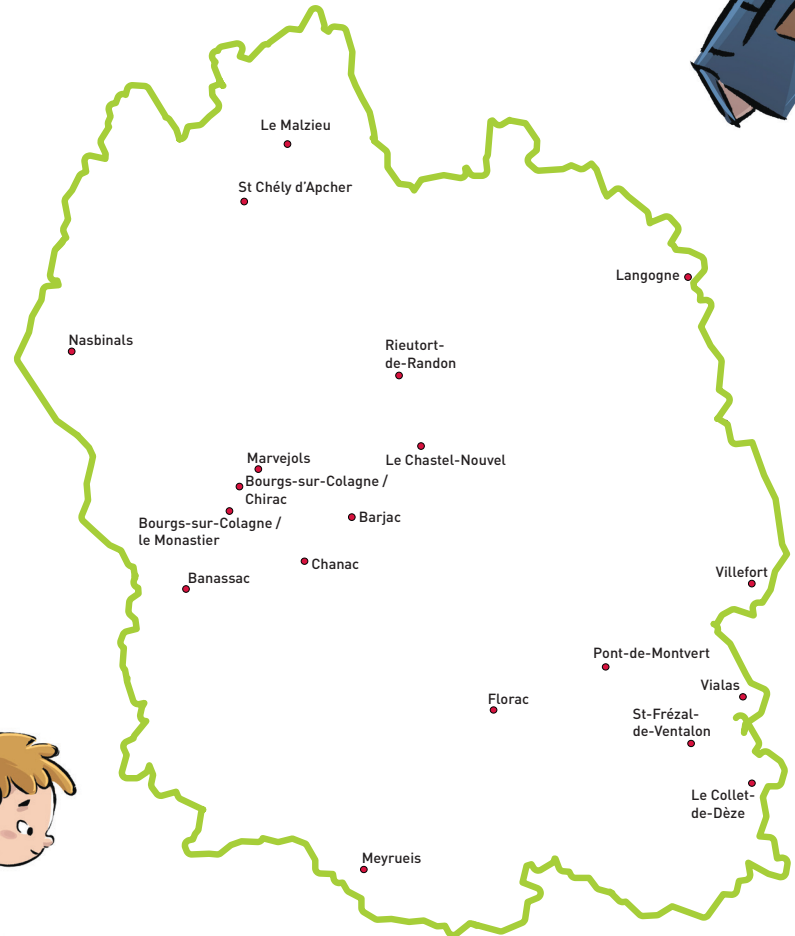 Le Malzieu
St Chély d'Apcher
Langogne
Nasbinals
Rieutort-
de-Randon
Marvejols
Le Chastel-Nouvel
Bourgs-sur-Colagne /
Chirac
Bourgs-sur-Colagne /
le Monastier
Barjac
Chanac
Banassac
Villefort
Pont-de-Montvert
Vialas
Florac
St-Frézal-
de-Ventalon
Le Collet-
de-Dèze
Meyrueis